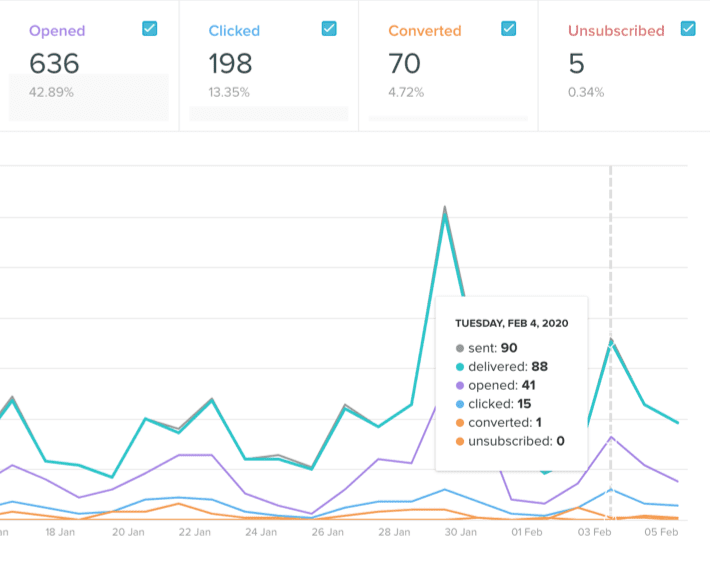 Opened
636
42.89%
Clicked
198
13.35%
Converted
70
4.72%
Unsubscribed
5
0.34%
TUESDAY, FEB 4, 2020
sent: 90
delivered: 88
opened: 41
clicked: 15
converted: 1
unsubscribed: 0
18 Jan 20 Jan 22 Jan 24 Jan 26 Jan 28 Jan 30 Jan 01 Feb 03 Feb 05 Feb